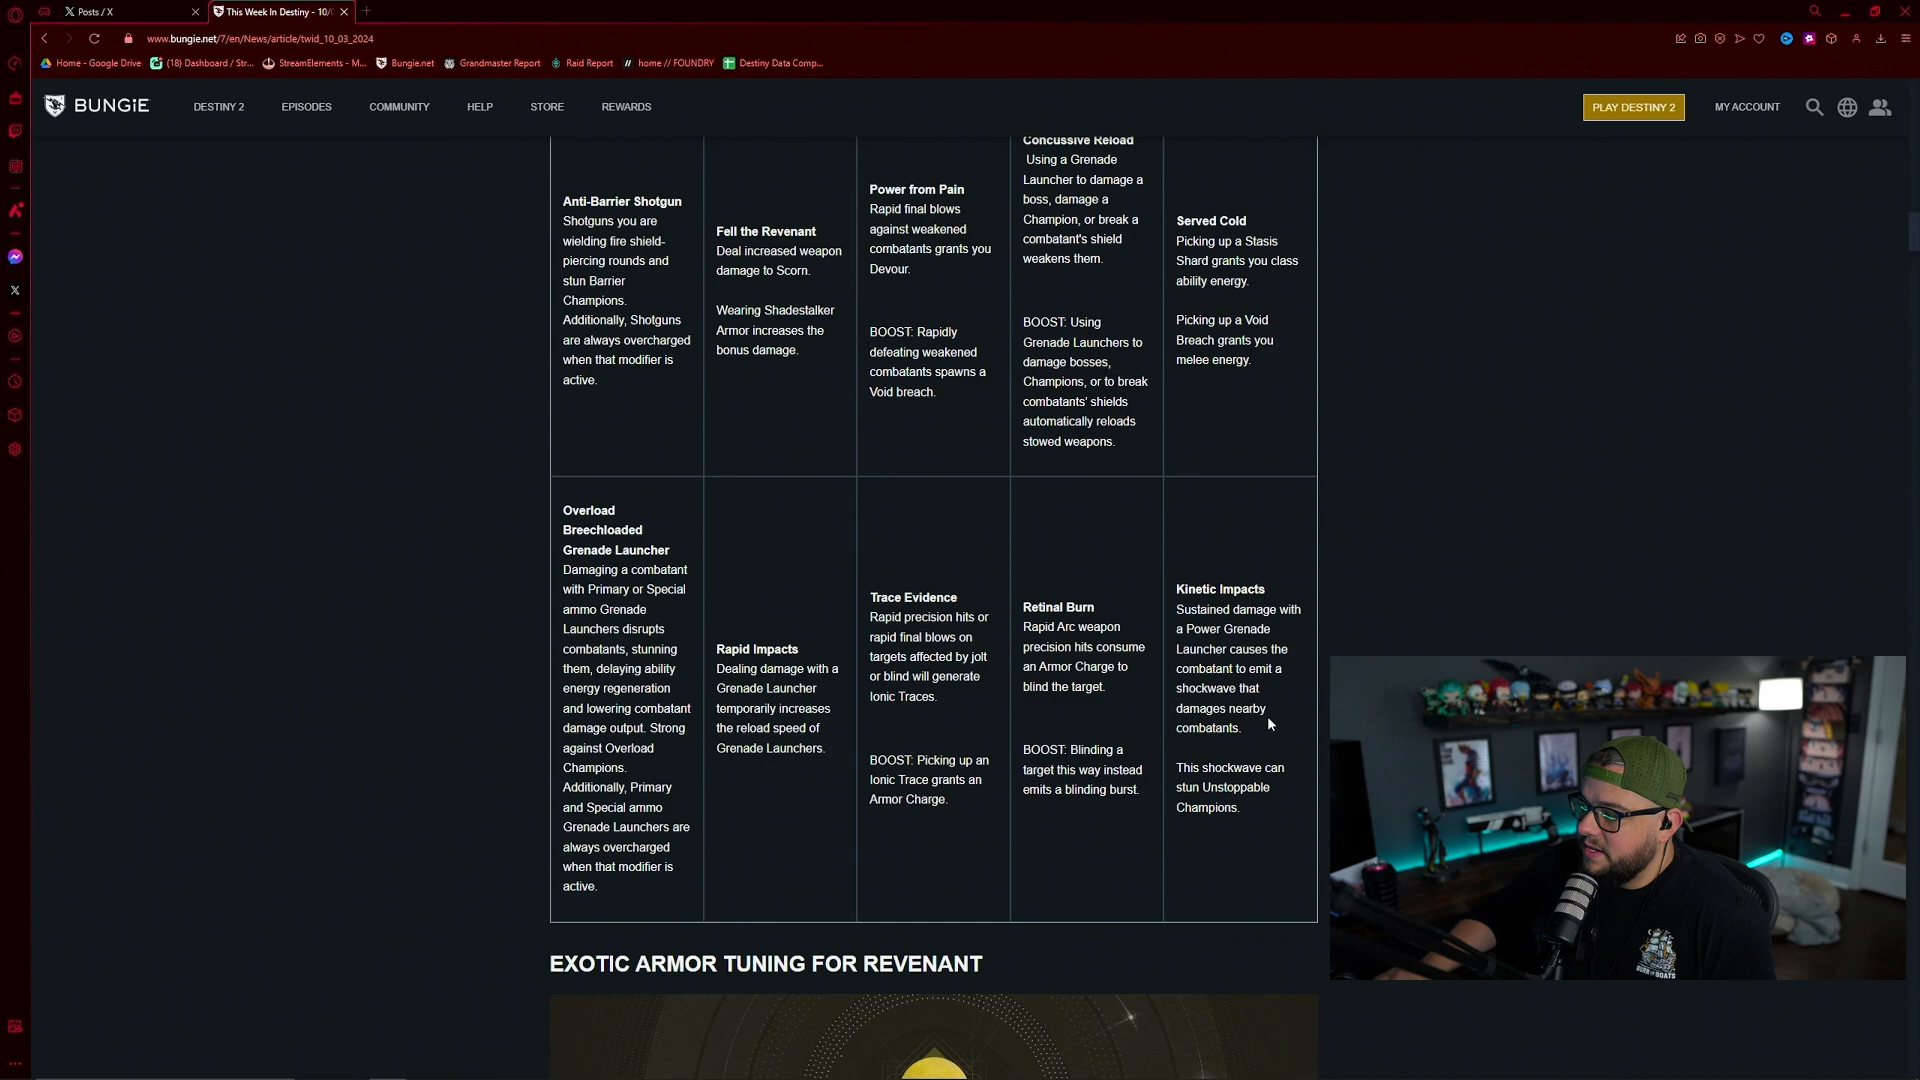 Posts / X
This Week In Destiny - 10/
www.bungie.net/7/en/News/article/twid_10_03_2024
Home - Google Drive
(18) Dashboard / Str...
StreamElements - M...
Bungie.net
Grandmaster Report
Raid Report
home // FOUNDRY
Destiny Data Comp...
BUNGiE
DESTINY 2
EPISODES
COMMUNITY
HELP
STORE
REWARDS
PLAY DESTINY 2
MY ACCOUNT
Anti-Barrier Shotgun
Shotguns you are
wielding fire shield-
piercing rounds and
stun Barrier
Champions.
Additionally, Shotguns
are always overcharged
when that modifier is
active.
Fell the Revenant
Deal increased weapon
damage to Scorn.
Wearing Shadestalker
Armor increases the
bonus damage.
Power from Pain
Rapid final blows
against weakened
combatants grants you
Devour.
BOOST: Rapidly
defeating weakened
combatants spawns a
Void breach.
Concussive Reload
Using a Grenade
Launcher to damage a
boss, damage a
Champion, or break a
combatant's shield
weakens them.
BOOST: Using
Grenade Launchers to
damage bosses,
Champions, or to break
combatants' shields
automatically reloads
stowed weapons.
Served Cold
Picking up a Stasis
Shard grants you class
ability energy.
Picking up a Void
Breach grants you
melee energy.
Overload
Breechloaded
Grenade Launcher
Damaging a combatant
with Primary or Special
ammo Grenade
Launchers disrupts
combatants, stunning
them, delaying ability
energy regeneration
and lowering combatant
damage output. Strong
against Overload
Champions.
Additionally, Primary
and Special ammo
Grenade Launchers are
always overcharged
when that modifier is
active.
Rapid Impacts
Dealing damage with a
Grenade Launcher
temporarily increases
the reload speed of
Grenade Launchers.
Trace Evidence
Rapid precision hits or
rapid final blows on
targets affected by jolt
or blind will generate
Ionic Traces.
BOOST: Picking up an
Ionic Trace grants an
Armor Charge.
Retinal Burn
Rapid Arc weapon
precision hits consume
an Armor Charge to
blind the target.
BOOST: Blinding a
target this way instead
emits a blinding burst.
Kinetic Impacts
Sustained damage with
a Power Grenade
Launcher causes the
combatant to emit a
shockwave that
damages nearby
combatants.
This shockwave can
stun Unstoppable
Champions.
EXOTIC ARMOR TUNING FOR REVENANT